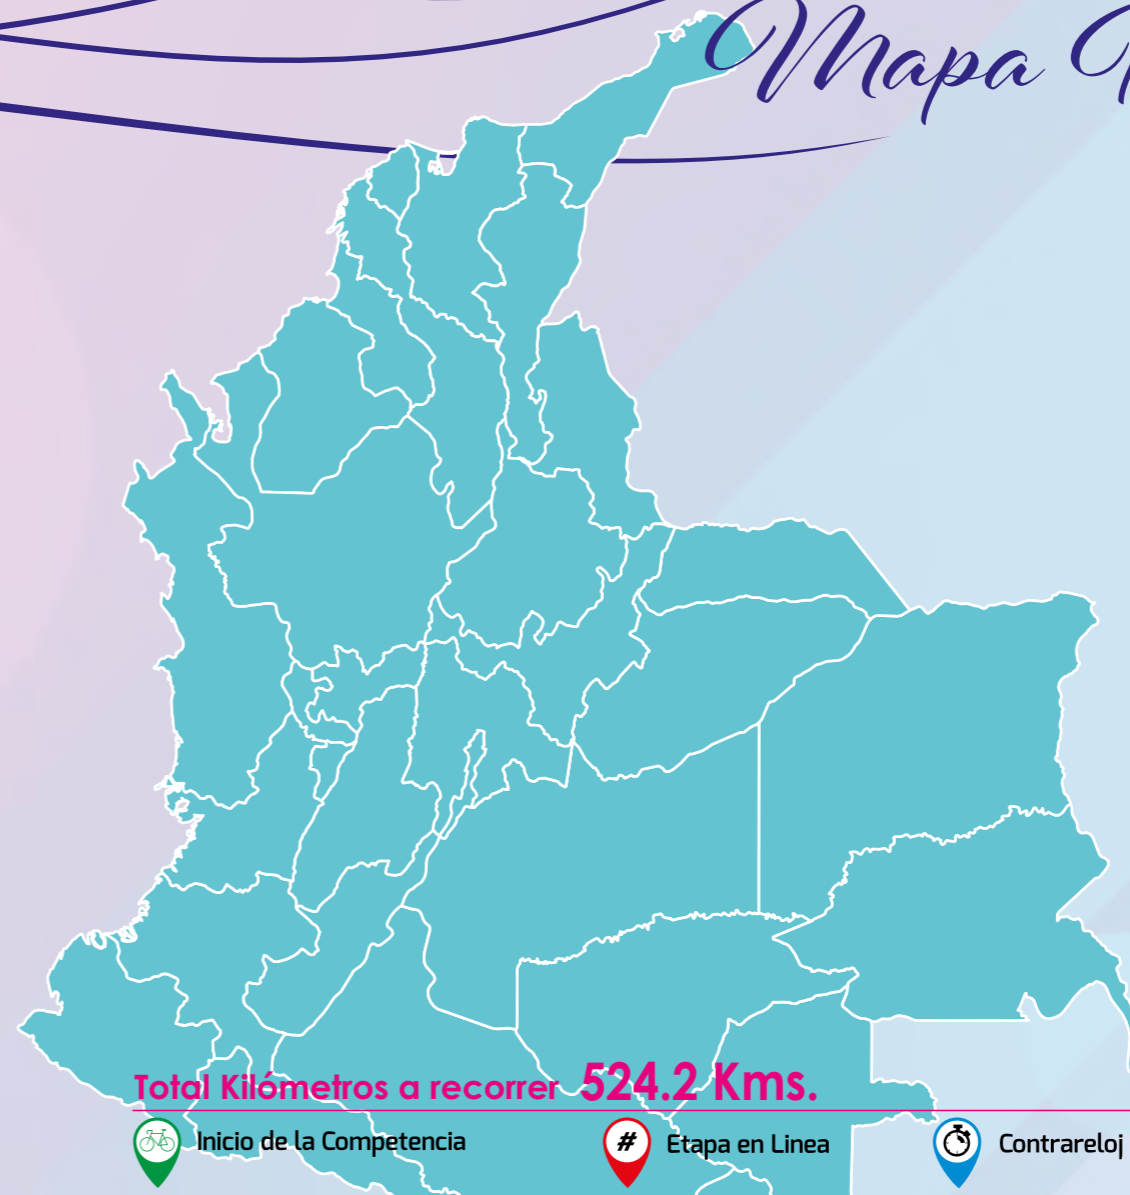 Mapa
Total Kilómetros a recorrer 524.2 Kms.
Inicio de la Competencia
# Etapa en Linea
Contrareloj